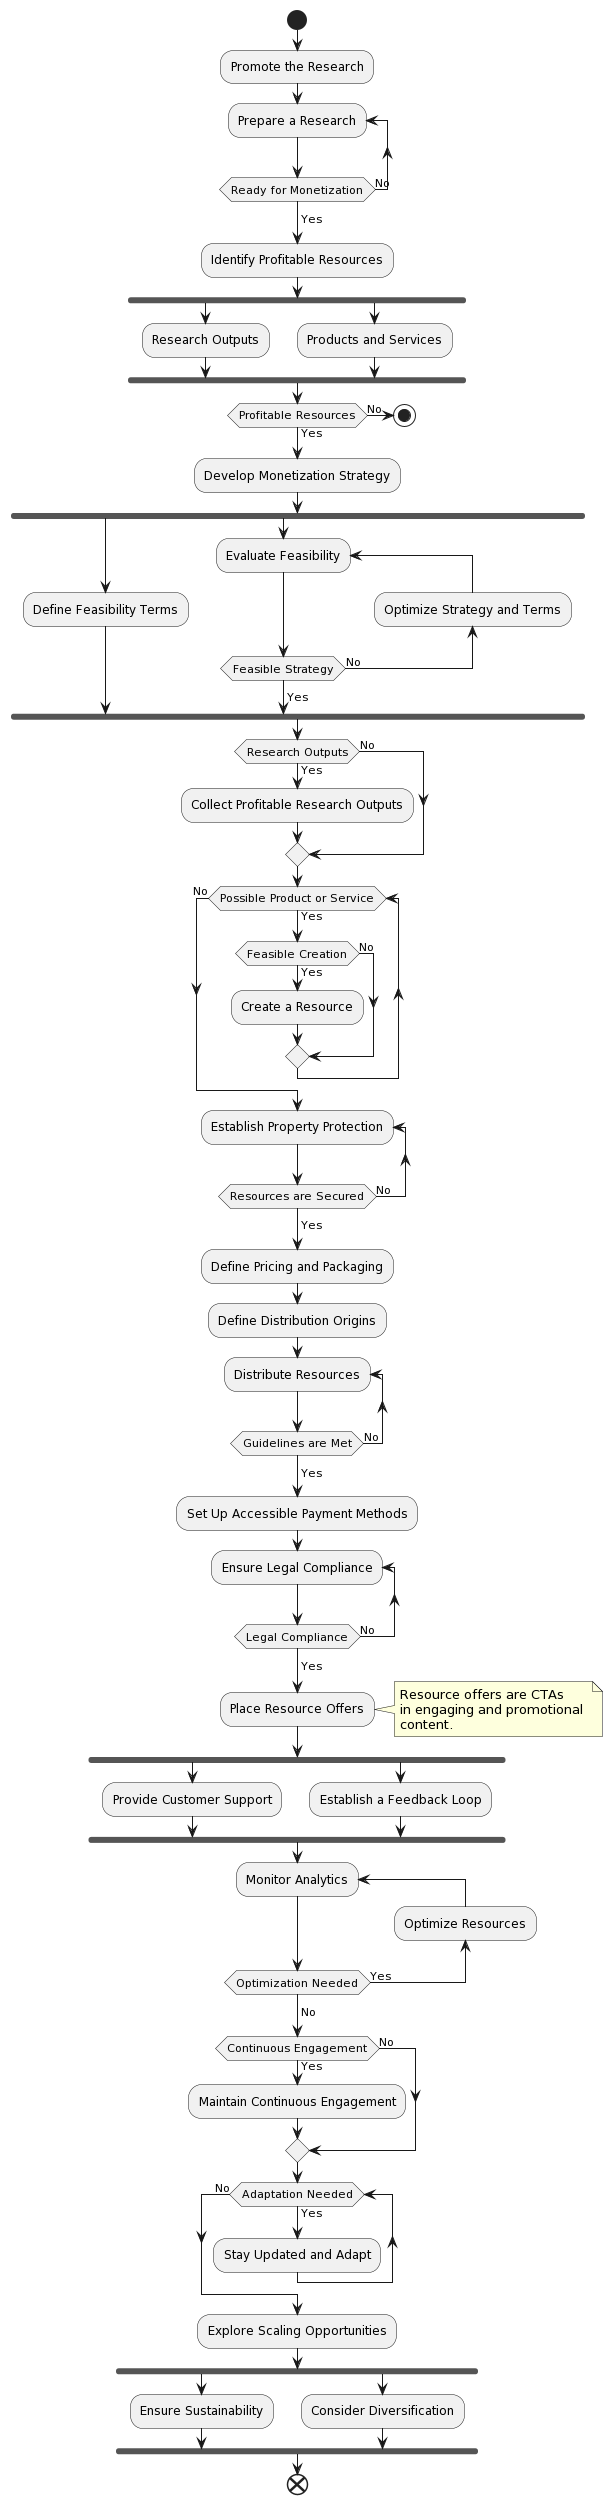 Promote the Research
Prepare a Research
No
Ready for Monetization
Yes
Identify Profitable Resources
Research Outputs
Products and Services
Profitable Resources
No
Yes
Develop Monetization Strategy
Evaluate Feasibility
Define Feasibility Terms
Optimize Strategy and Terms
Feasible Strategy
No
Yes
Research Outputs
No
Yes
Collect Profitable Research Outputs
No
Possible Product or Service
Yes
Feasible Creation
No
Yes
Create a Resource
Establish Property Protection
Resources are Secured
No
Yes
Define Pricing and Packaging
Define Distribution Origins
Distribute Resources
Guidelines are Met
No
Yes
Set Up Accessible Payment Methods
Ensure Legal Compliance
Legal Compliance
No
Yes
Place Resource Offers
Resource offers are CTAs
in engaging and promotional
content.
Provide Customer Support
Establish a Feedback Loop
Monitor Analytics
Optimize Resources
Optimization Needed
Yes
No
Continuous Engagement
No
Yes
Maintain Continuous Engagement
No
Adaptation Needed
Yes
Stay Updated and Adapt
Explore Scaling Opportunities
Ensure Sustainability
Consider Diversification